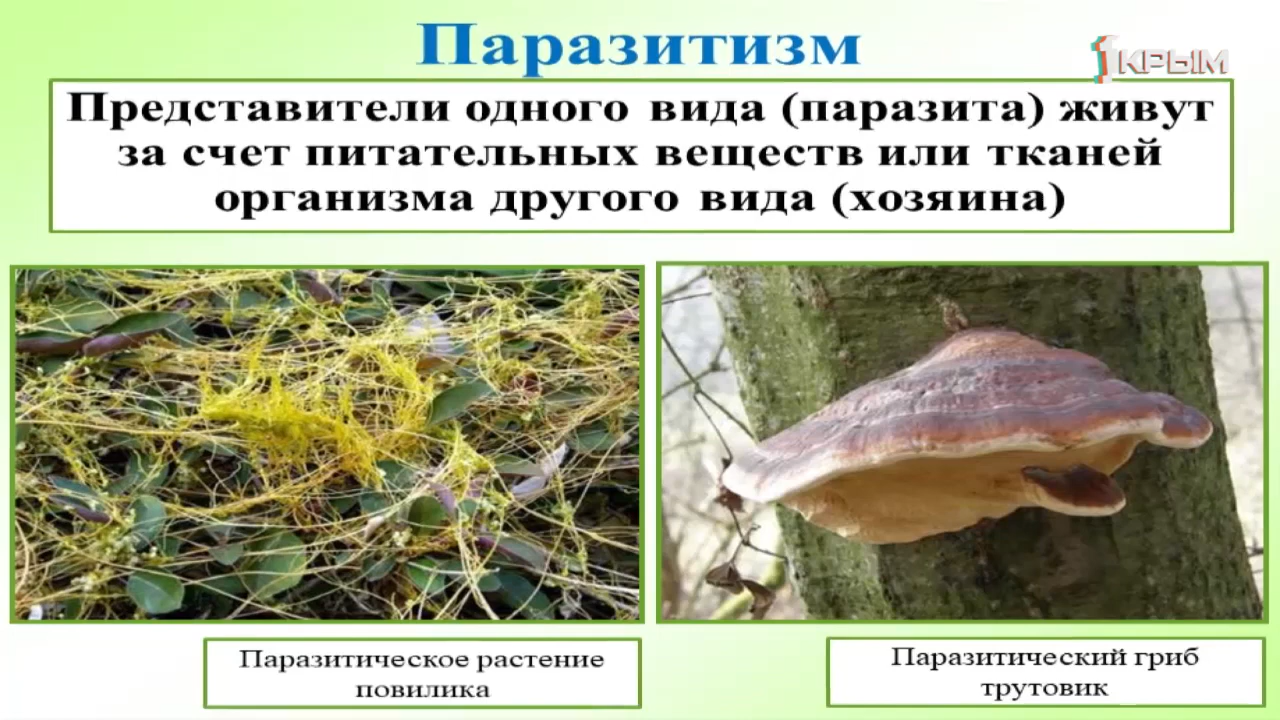 Паразитизм
1 КРЫМ
Представители одного вида (паразита) живут
за счет питательных веществ или тканей
организма другого вида (хозяина)
Паразитическое растение
повилика
Паразитический гриб
трутовик